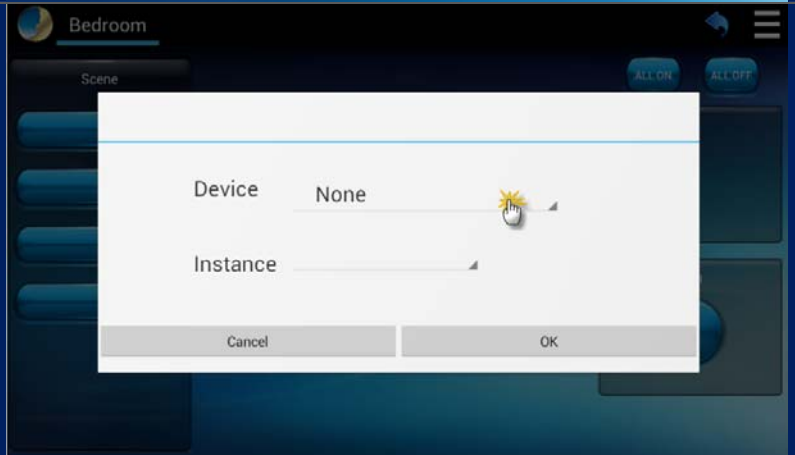 Bedroom
Scene
ALL ON
ALL OFF
Device
None
Instance
Cancel
OK